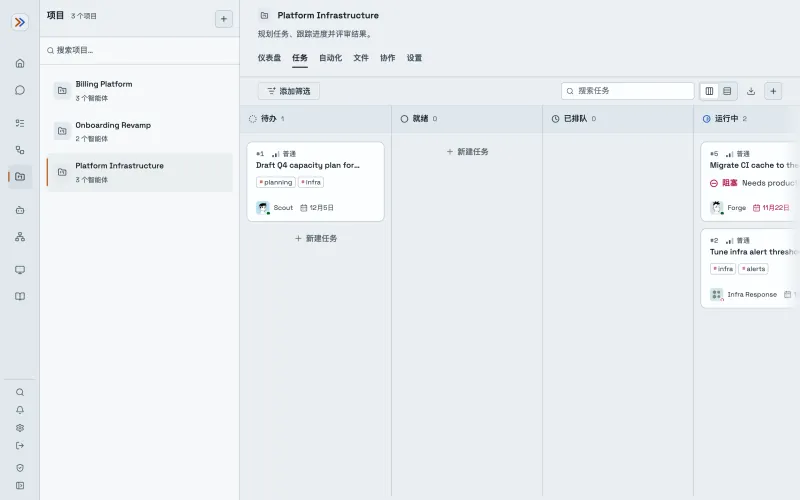 项目 3 个项目
搜索项目...
Billing Platform
3 个智能体
Onboarding Revamp
2 个智能体
Platform Infrastructure
3 个智能体
Platform Infrastructure
规划任务、跟踪进度并评审结果。
仪表盘 任务 自动化 文件 协作 设置
添加筛选
搜索任务
待办 1
#1 普通
Draft Q4 capacity plan for...
planning infra
Scout 12月5日
新建任务
就绪 0
新建任务
已排队 0
运行中 2
#5 普通
Migrate CI cache to the
阻塞 Needs product
Forge 11月22日
#2 普通
Tune infra alert
infra alerts
Infra Response